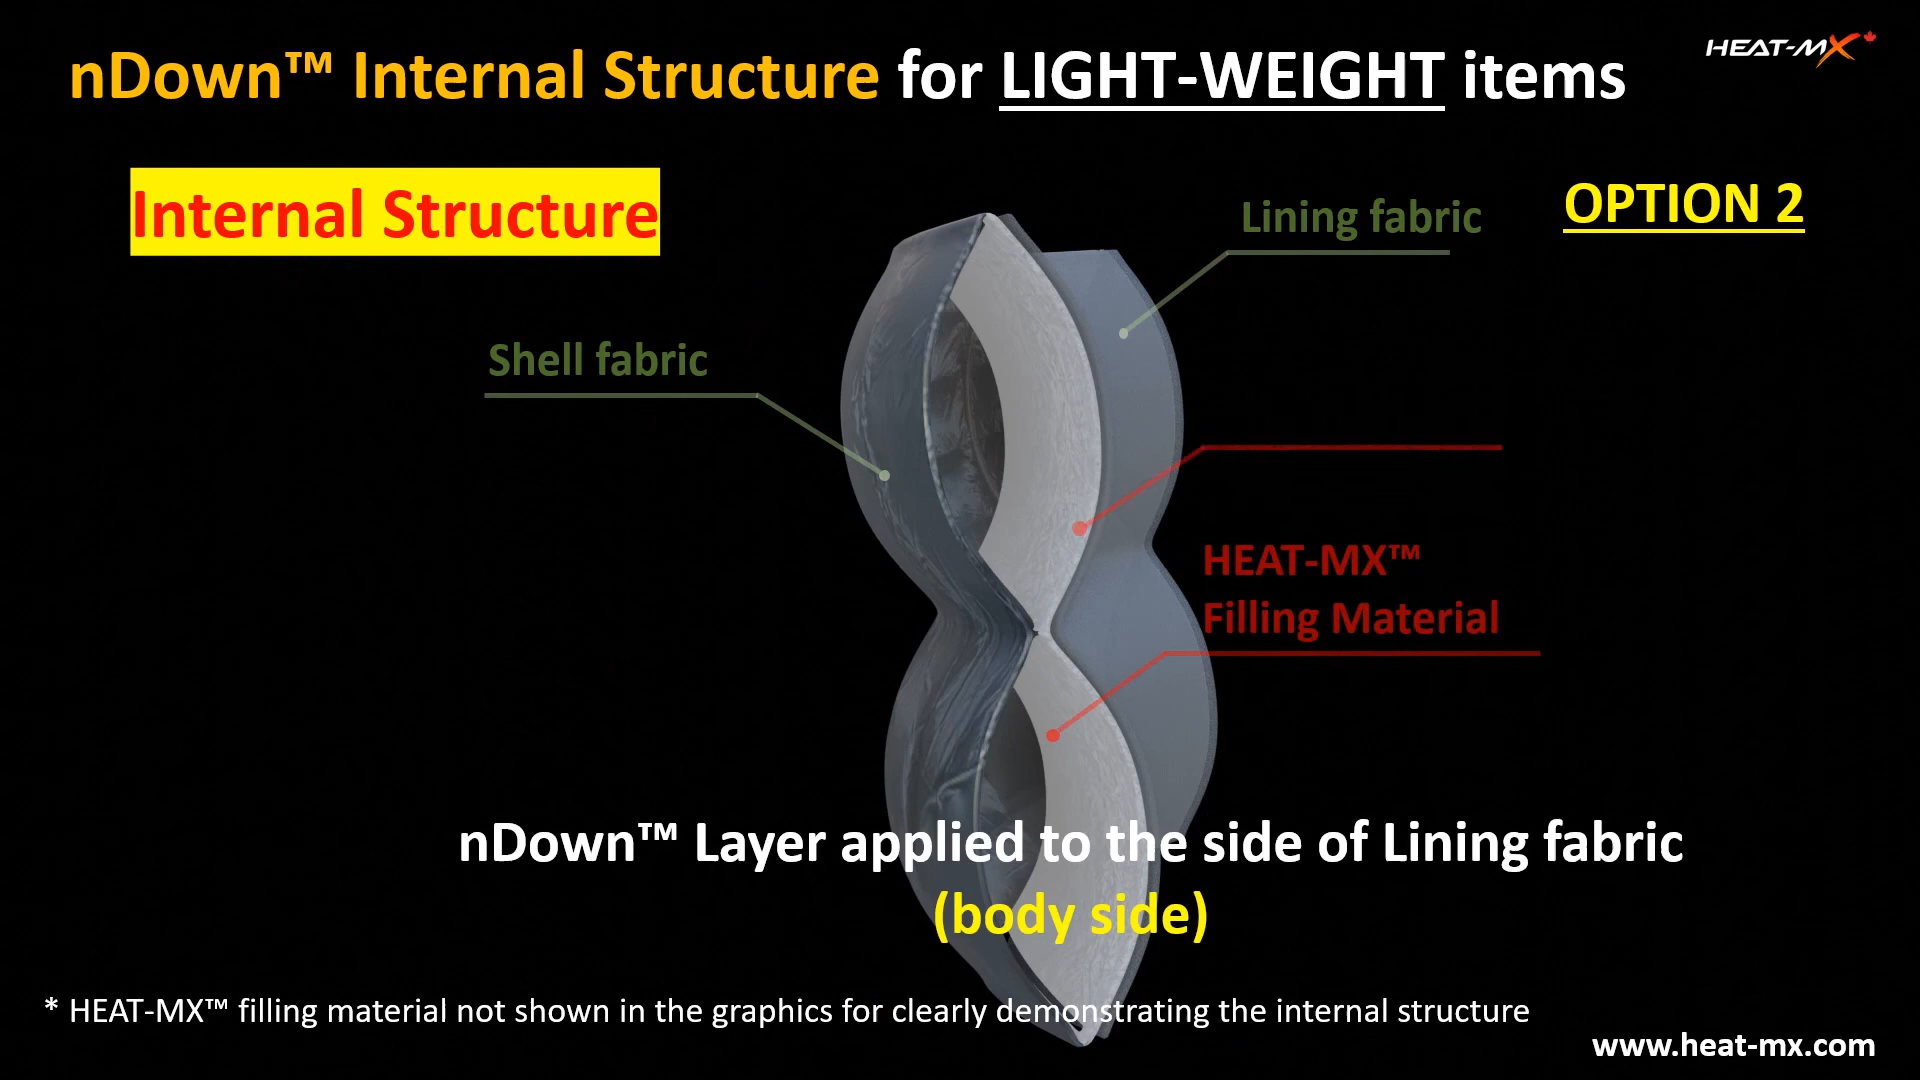 nDown™ Internal Structure for LIGHT-WEIGHT items
HEAT-MX
Internal Structure
OPTION 2
Lining fabric
Shell fabric
HEAT-MX™
Filling Material
nDown™ Layer applied to the side of Lining fabric
(body side)
* HEAT-MX™ filling material not shown in the graphics for clearly demonstrating the internal structure
www.heat-mx.com